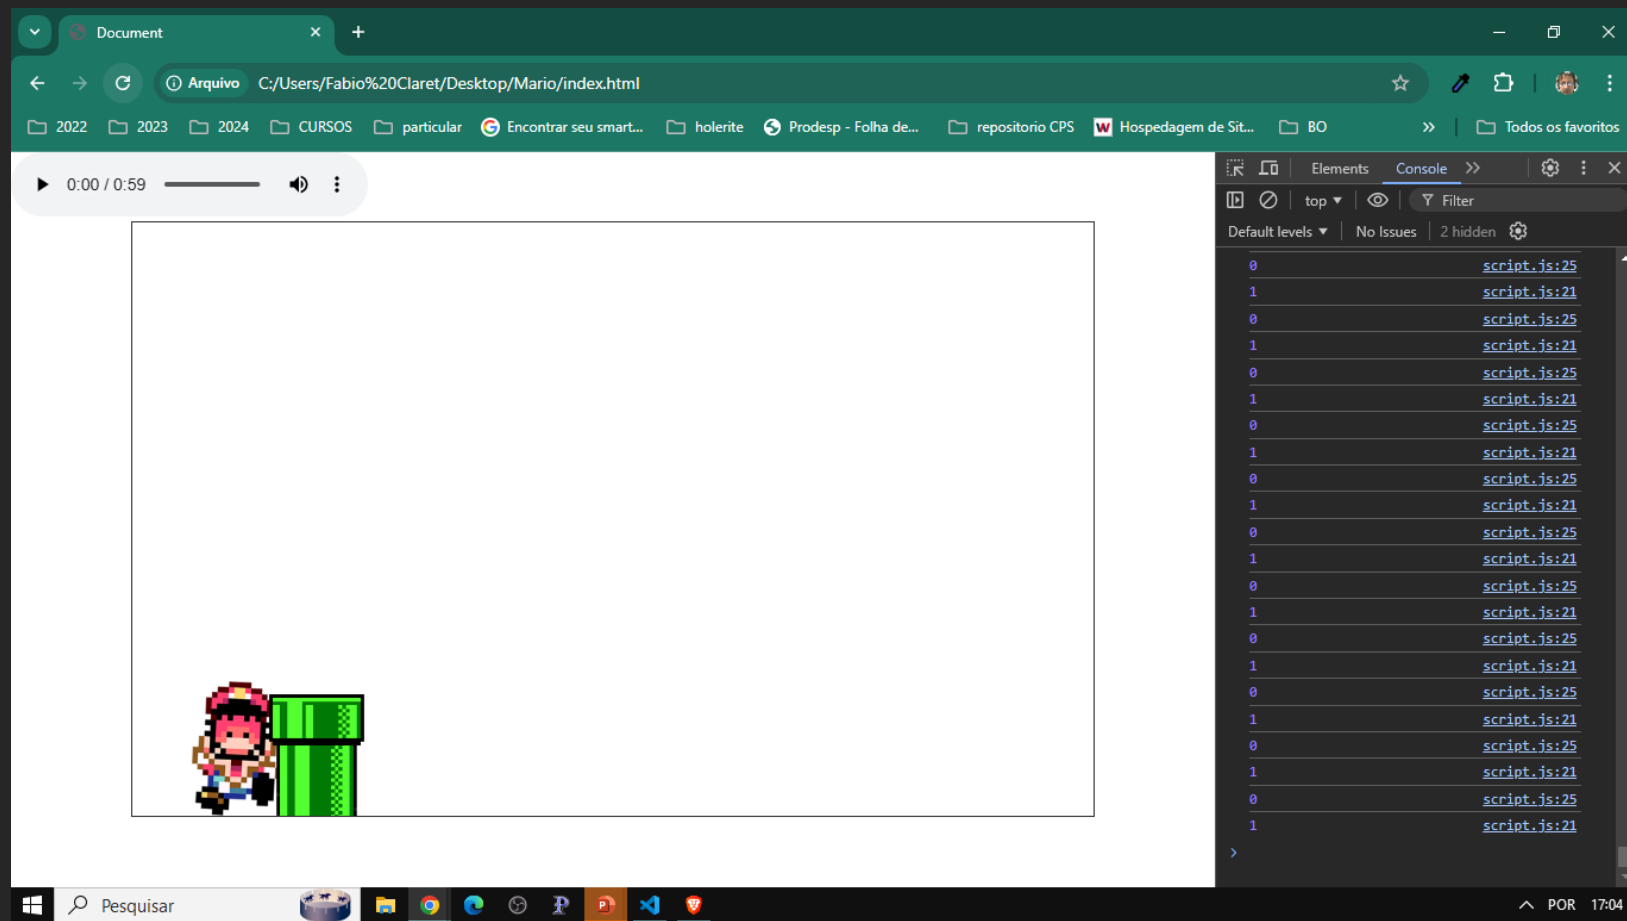 Document
Arquivo C:/Users/Fabio%20Claret/Desktop/Mario/index.html
2022 2023 2024 CURSOS particular Encontrar seu smart... holerite Prodesp - Folha de... repositorio CPS Hospedagem de Sit... BO » Todos os favoritos
0:00 / 0:59
Elements Console »
top Filter
Default levels No Issues 2 hidden
0 script.js:25
1 script.js:21
0 script.js:25
1 script.js:21
0 script.js:25
1 script.js:21
0 script.js:25
1 script.js:21
0 script.js:25
1 script.js:21
0 script.js:25
1 script.js:21
0 script.js:25
1 script.js:21
0 script.js:25
1 script.js:21
0 script.js:25
1 script.js:21
0 script.js:25
1 script.js:21
0 script.js:25
1 script.js:21
Pesquisar POR 17:04